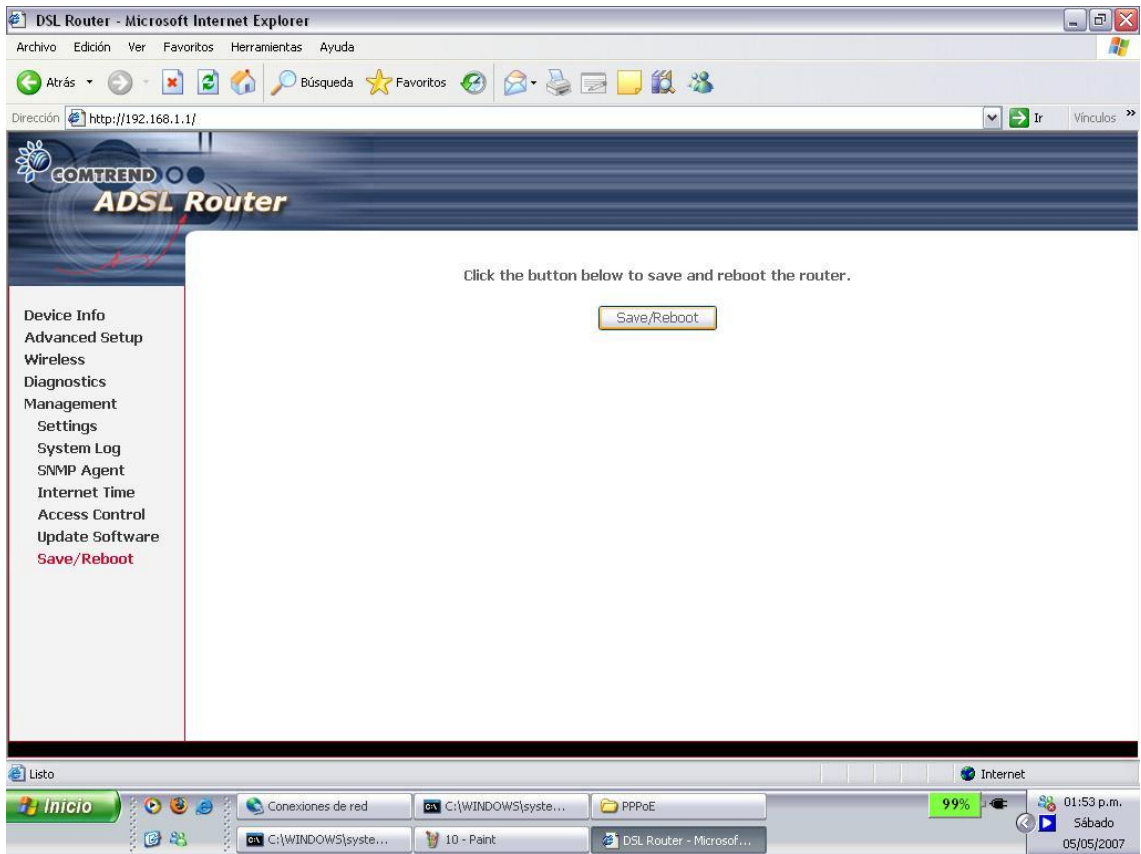 DSL Router - Microsoft Internet Explorer
Archivo Edición Ver Favoritos Herramientas Ayuda
Atrás Búsqueda Favoritos
Dirección http://192.168.1.1/ Ir Vínculos »
COMTREND
ADSL Router
Click the button below to save and reboot the router.
Save/Reboot
Device Info
Advanced Setup
Wireless
Diagnostics
Management
Settings
System Log
SNMP Agent
Internet Time
Access Control
Update Software
Save/Reboot
Listo Internet
Inicio Conexiones de red C:\WINDOWS\syste... PPPoE 99% 01:53 p.m.
C:\WINDOWS\syste... 10 - Paint DSL Router - Microsof... Sábado
05/05/2007